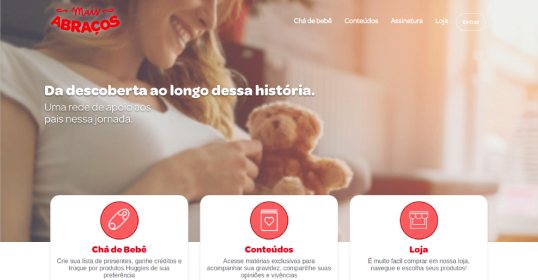 Mais
ABRAÇOS
Chá de bebê Conteúdos Assinatura Loja Entrar
Da descoberta ao longo dessa história.
Uma rede de apoio aos
pais nessa jornada.
Chá de Bebê
Crie sua lista de presentes, ganhe créditos e
troque por produtos Huggies de sua
preferência
Conteúdos
Acesse matérias exclusivas para
acompanhar sua gravidez, compartilhe suas
opiniões e vivências
Loja
É muito facil comprar em nossa loja,
navegue e escolha seus produtos!